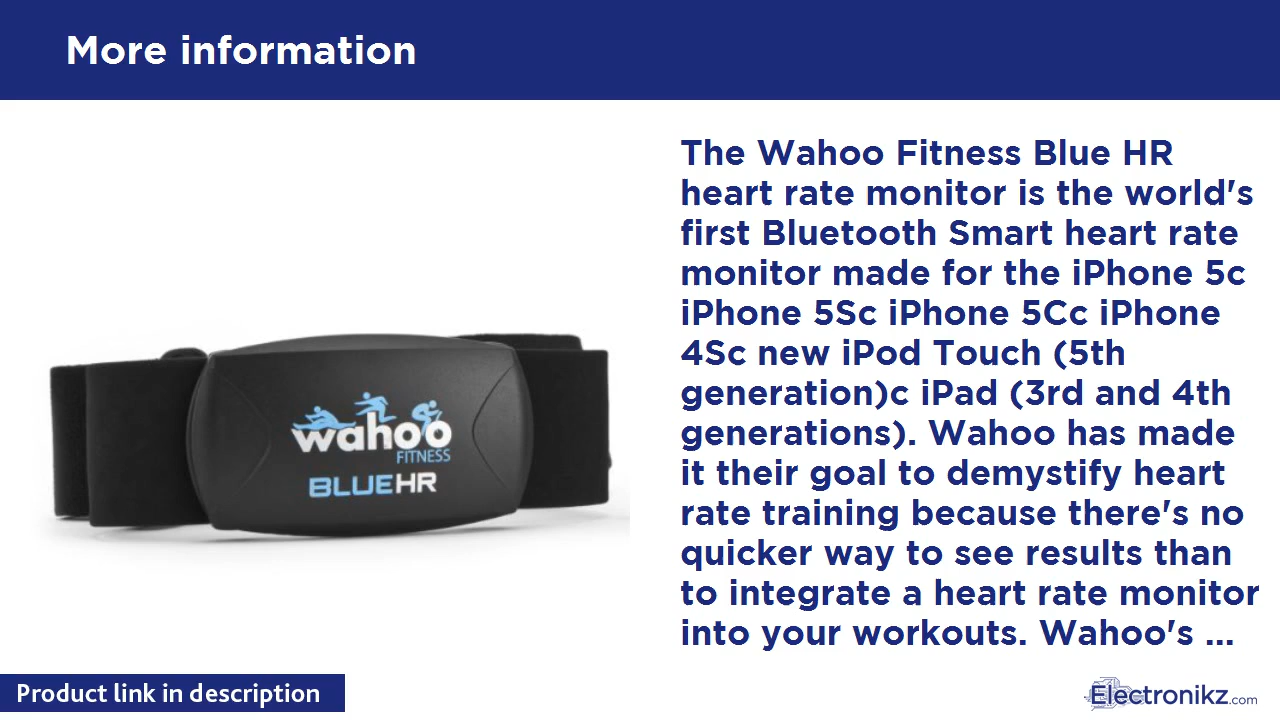 More information
The Wahoo Fitness Blue HR
heart rate monitor is the world's
first Bluetooth Smart heart rate
monitor made for the iPhone 5c
iPhone 5Sc iPhone 5Cc iPhone
4Sc new iPod Touch (5th
generation)c iPad (3rd and 4th
generations). Wahoo has made
it their goal to demystify heart
rate training because there's no
quicker way to see results than
to integrate a heart rate monitor
into your workouts. Wahoo's ...
wahoo
FITNESS
BLUEHR
Product link in description
Electronikz.com